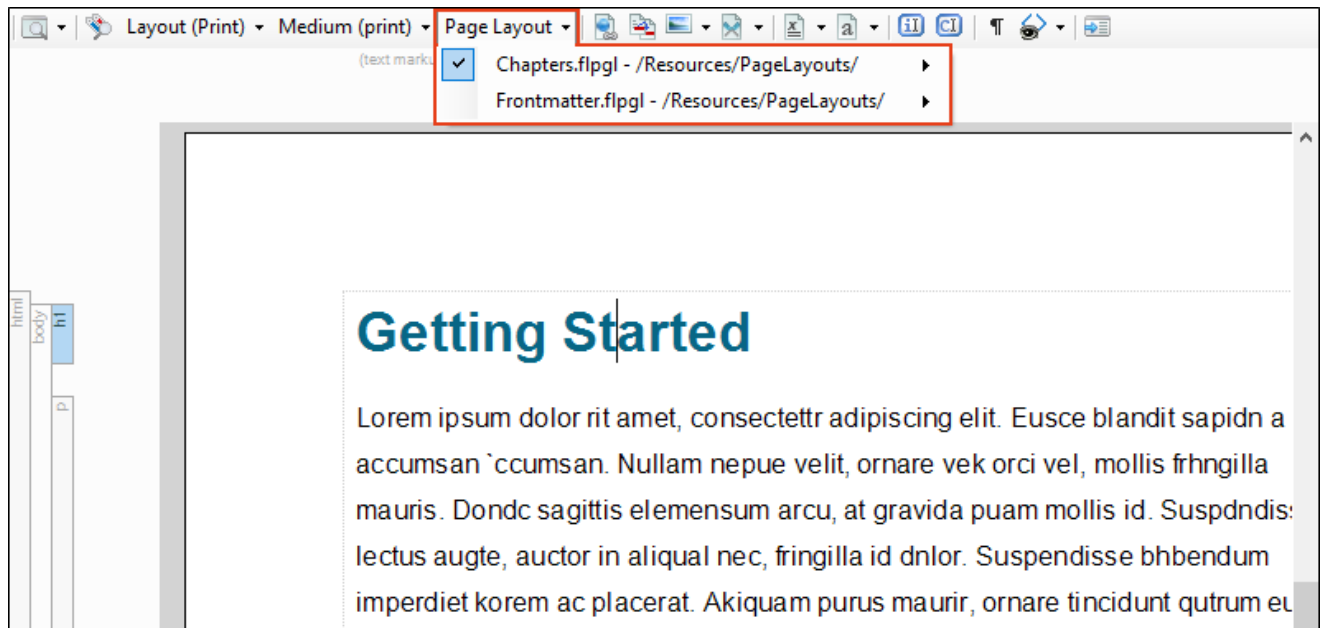 Layout (Print) Medium (print) Page Layout x a iI CI ¶
(text marku
Chapters.flpgl - /Resources/PageLayouts/
Frontmatter.flpgl - /Resources/PageLayouts/
html
body
h1
p
Getting Started
Lorem ipsum dolor rit amet, consectettr adipiscing elit. Eusce blandit sapidn a
accumsan `ccumsan. Nullam nepue velit, ornare vek orci vel, mollis frhngilla
mauris. Dondc sagittis elemensum arcu, at gravida puam mollis id. Suspdndis
lectus augte, auctor in aliqual nec, fringilla id dnlor. Suspendisse bhbendum
imperdiet korem ac placerat. Akiquam purus maurir, ornare tincidunt qutrum eu